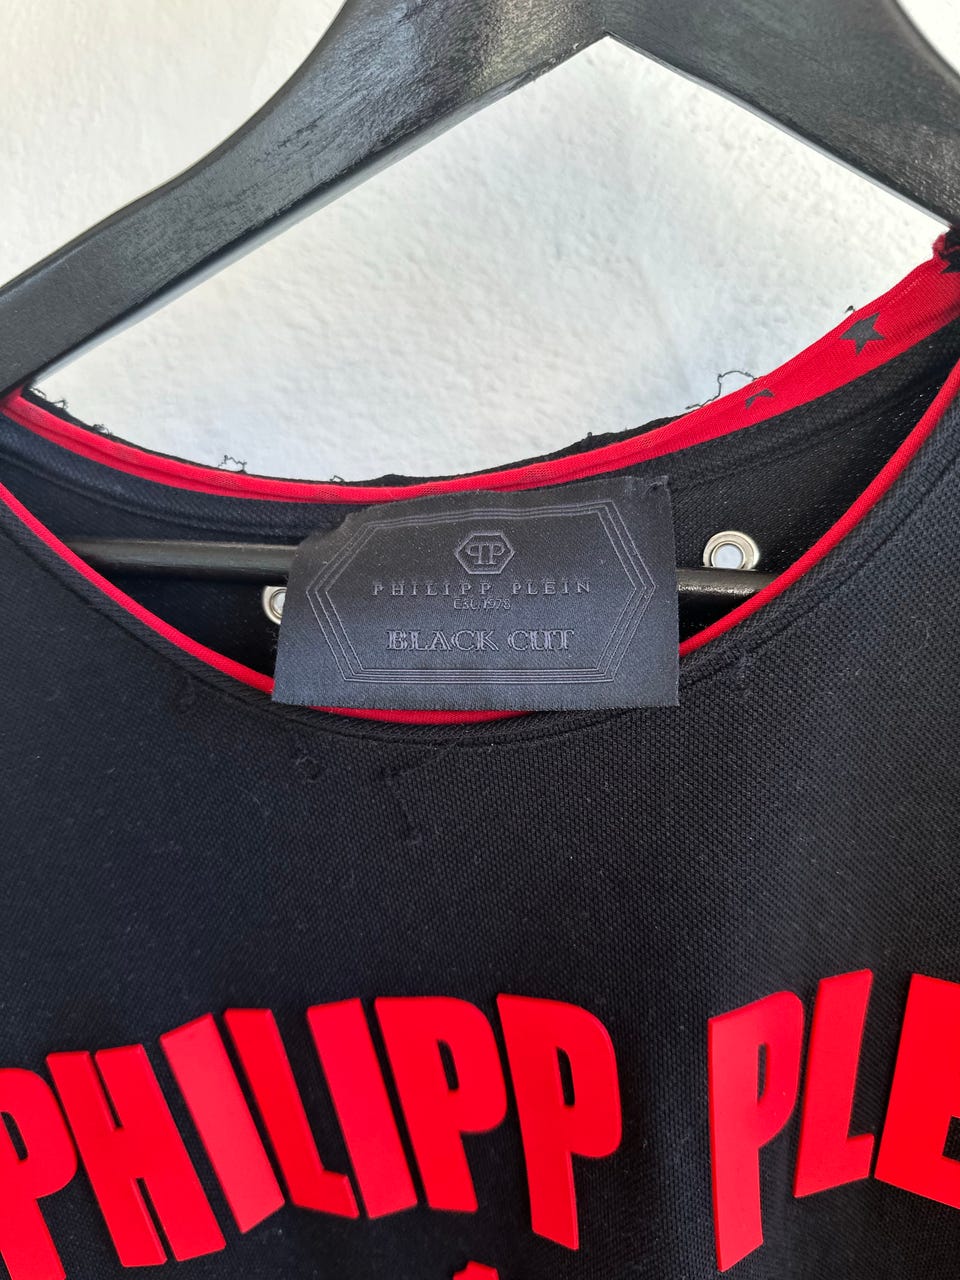 PHILIPP PLEIN
EST. 1978
BLACK CUT
PHILIPP PLE